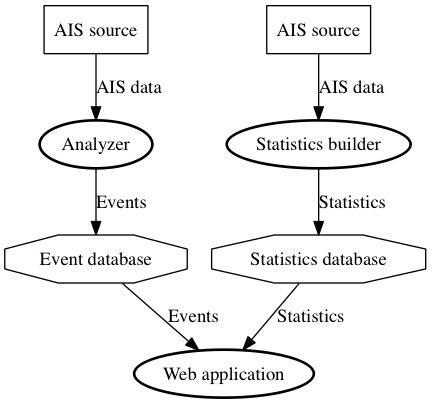 AIS source
AIS source
AIS data
AIS data
Analyzer
Statistics builder
Events
Statistics
Event database
Statistics database
Events
Statistics
Web application